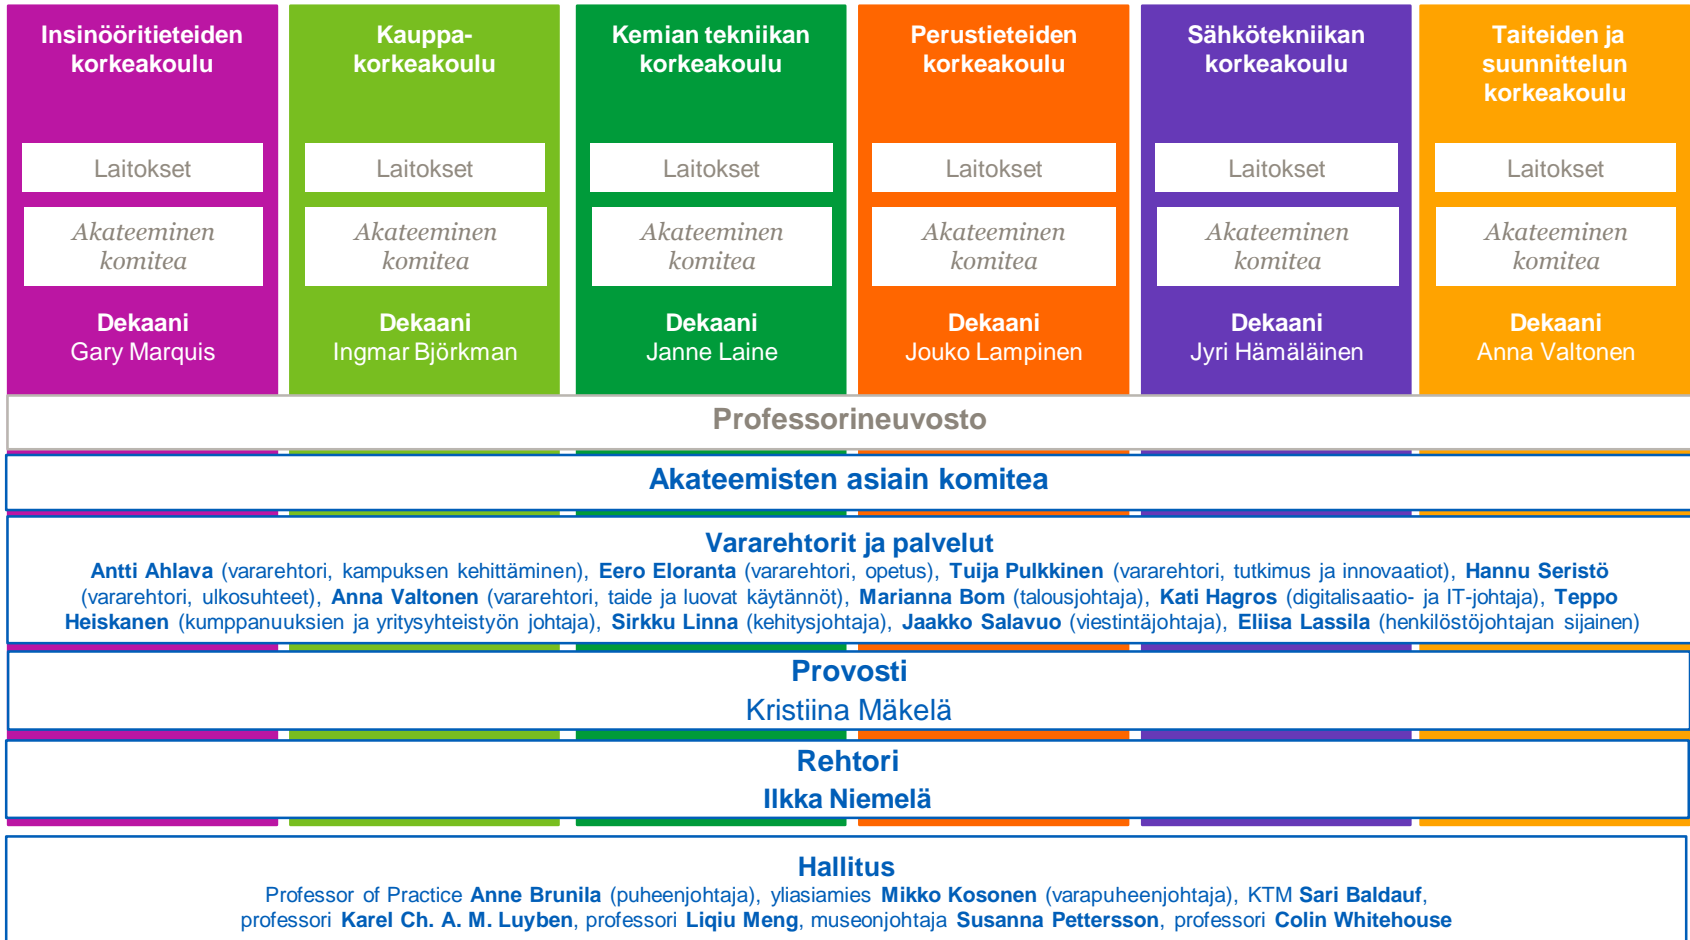 Insinööritieteiden
korkeakoulu
Laitokset
Akateeminen
komitea
Dekaani
Gary Marquis
Kauppa-
korkeakoulu
Laitokset
Akateeminen
komitea
Dekaani
Ingmar Björkman
Kemian tekniikan
korkeakoulu
Laitokset
Akateeminen
komitea
Dekaani
Janne Laine
Perustieteiden
korkeakoulu
Laitokset
Akateeminen
komitea
Dekaani
Jouko Lampinen
Sähkötekniikan
korkeakoulu
Laitokset
Akateeminen
komitea
Dekaani
Jyri Hämäläinen
Taiteiden ja
suunnittelun
korkeakoulu
Laitokset
Akateeminen
komitea
Dekaani
Anna Valtonen
Professorineuvosto
Akateemisten asiain komitea
Vararehtorit ja palvelut
Antti Ahlava (vararehtori, kampuksen kehittäminen), Eero Eloranta (vararehtori, opetus), Tuija Pulkkinen (vararehtori, tutkimus ja innovaatiot), Hannu Seristö
(vararehtori, ulkosuhteet), Anna Valtonen (vararehtori, taide ja luovat käytännöt), Marianna Bom (talousjohtaja), Kati Hagros (digitalisaatio- ja IT-johtaja), Teppo
Heiskanen (kumppanuuksien ja yritysyhteistyön johtaja), Sirkku Linna (kehitysjohtaja), Jaakko Salavuo (viestintäjohtaja), Eliisa Lassila (henkilöstöjohtajan sijainen)
Provosti
Kristiina Mäkelä
Rehtori
Ilkka Niemelä
Hallitus
Professor of Practice Anne Brunila (puheenjohtaja), yliasiamies Mikko Kosonen (varapuheenjohtaja), KTM Sari Baldauf,
professori Karel Ch. A. M. Luyben, professori Liqiu Meng, museonjohtaja Susanna Pettersson, professori Colin Whitehouse